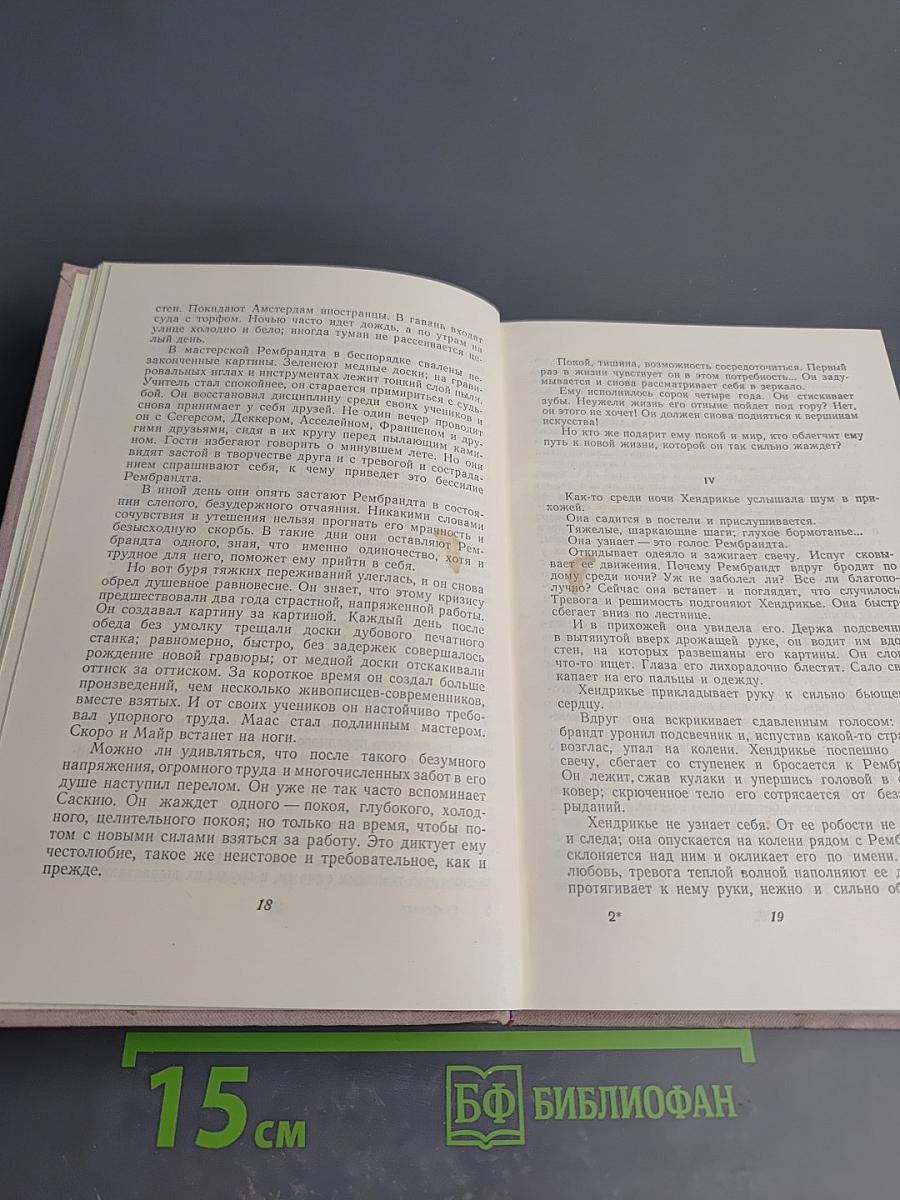 стен. Покидают Амстердам иностранцы. В гавань входят
суда с торфом. Ночью часто идет дождь, а по утрам на
улице холодно и бело; иногда туман не рассеивается це-
лый день.
В мастерской Рембрандта в беспорядке свалены не-
законченные картины. Зеленеют медные доски; на грави-
ровальных иглах и инструментах лежит тонкий слой пыли.
Учитель стал спокойнее, он старается примириться с судь-
бой. Он восстановил дисциплину среди своих учеников и
снова принимает у себя друзей. Не один вечер проводит
он с Сегерсом, Деккером, Асселейном, Франценом и дру-
гими друзьями, сидя в их кругу перед пылающим ками-
ном. Гости избегают говорить о минувшем лете. Но они
видят застой в творчестве друга и с тревогой и сострада-
нием спрашивают себя, к чему приведет это бессилие
Рембрандта.
В иной день они опять застают Рембрандта в состоя-
нии слепого, безудержного отчаяния. Никакими словами
сочувствия и утешения нельзя прогнать его мрачность и
безысходную скорбь. В такие дни они оставляют Рем-
брандта одного, зная, что именно одиночество, хотя и
трудное для него, поможет ему прийти в себя.
Но вот буря тяжких переживаний улеглась, и он снова
обрел душевное равновесие. Он знает, что этому кризису
предшествовали два года страстной, напряженной работы.
Он создавал картину за картиной. Каждый день после
обеда без умолку трещали доски дубового печатного
станка; равномерно, быстро, без задержек совершалось
рождение новой гравюры; от медной доски отскакивали
оттиск за оттиском. За короткое время он создал больше
произведений, чем несколько живописцев-современников,
вместе взятых. И от своих учеников он настойчиво требо-
вал упорного труда. Маас стал подлинным мастером.
Скоро и Майр встанет на ноги.
Можно ли удивляться, что после такого безумного
напряжения, огромного труда и многочисленных забот в его
душе наступил перелом. Он уже не так часто вспоминает
Саскию. Он жаждет одного — покоя, глубокого, холод-
ного, целительного покоя; но только на время, чтобы по-
том с новыми силами взяться за работу. Это диктует ему
честолюбие, такое же неистовое и требовательное, как и
прежде.
18
Покой, тишина, возможность сосредоточиться. Первый
раз в жизни чувствует он в этом потребность... Он заду-
мывается и снова рассматривает себя в зеркало.
Ему исполнилось сорок четыре года. Он стискивает
зубы. Неужели жизнь его отныне пойдет под гору? Нет,
он этого не хочет! Он должен снова подняться к вершинам
искусства!
Но кто же подарит ему покой и мир, кто облегчит ему
путь к новой жизни, которой он так сильно жаждет?
IV
Как-то среди ночи Хендрикье услышала шум в при-
хожей.
Она садится в постели и прислушивается.
Тяжелые, шаркающие шаги; глухое бормотанье...
Она узнает — это голос Рембрандта.
Откидывает одеяло и зажигает свечу. Испуг сковы-
вает ее движения. Почему Рембрандт вдруг бродит по
дому среди ночи? Уж не заболел ли? Все ли благопо-
лучно? Сейчас она встанет и поглядит, что случилось.
Тревога и решимость подгоняют Хендрикье. Она быстр
сбегает вниз по лестнице.
И в прихожей она увидела его. Держа подсвечни
в вытянутой вверх дрожащей руке, он водит им вдо
стен, на которых развешаны его картины. Он слов
что-то ищет. Глаза его лихорадочно блестят. Сало св
капает на его пальцы и одежду.
Хендрикье прикладывает руку к сильно бьющем
сердцу.
Вдруг она вскрикивает сдавленным голосом:
брандт уронил подсвечник и, испустив какой-то стра
возглас, упал на колени. Хендрикье поспешно
свечу, сбегает со ступенек и бросается к Рембр
Он лежит, сжав кулаки и упершись головой в
ковер; скрюченное тело его сотрясается от без
рыданий.
Хендрикье не узнает себя. От ее робости не
и следа; она опускается на колени рядом с Ремб
склоняется над ним и окликает его по имени.
любовь, тревога теплой волной наполняют ее д
протягивает к нему руки, нежно и сильно об
2*
19
15 см
БФ БИБЛИОФАН